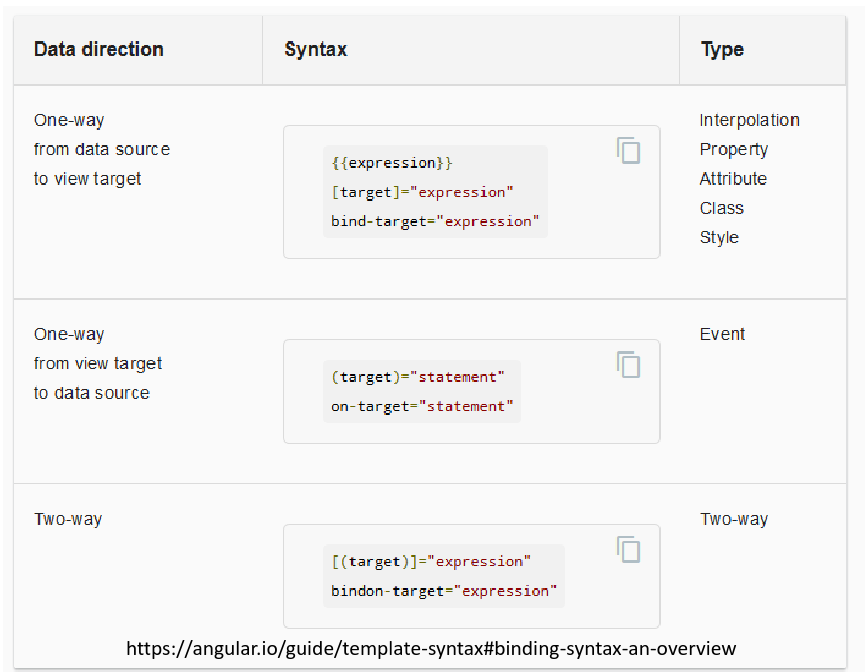 Data direction Syntax Type
One-way
from data source
to view target
{{expression}}
[target]="expression"
bind-target="expression"
Interpolation
Property
Attribute
Class
Style
One-way
from view target
to data source
(target)="statement"
on-target="statement"
Event
Two-way
[(target)]="expression"
bindon-target="expression"
Two-way
https://angular.io/guide/template-syntax#binding-syntax-an-overview